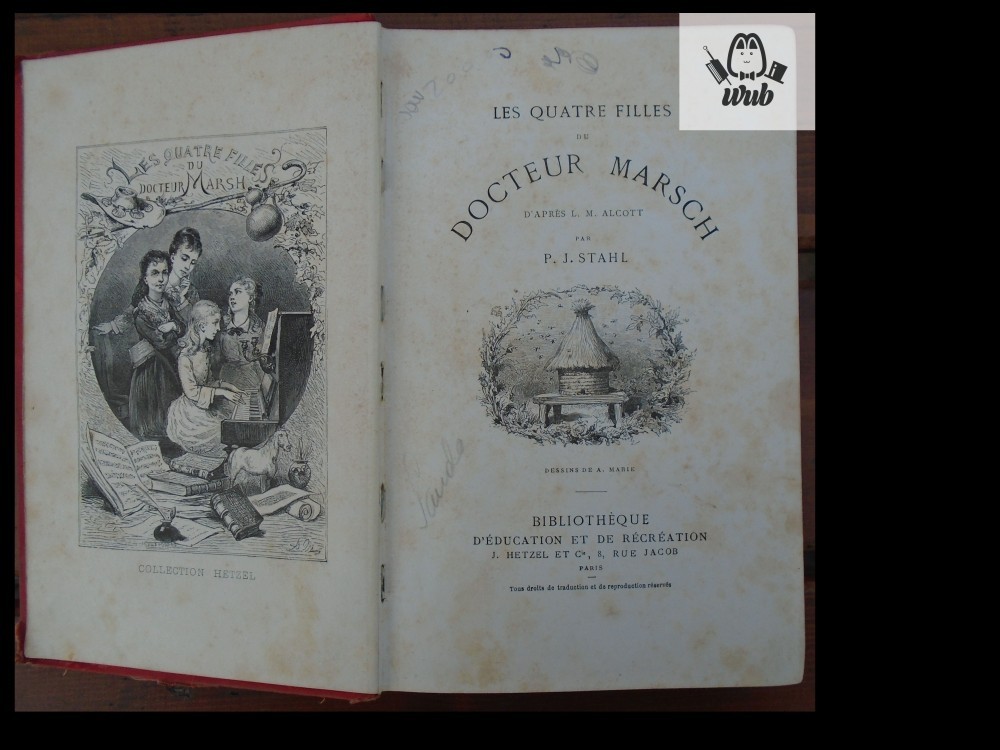 LES QUATRE FILLES
DU
DOCTEUR MARSH
COLLECTION HETZEL
wub
LES QUATRE FILLES
DU
DOCTEUR MARSCH
D'APRÈS L. M. ALCOTT
PAR
P. J. STAHL
DESSINS DE A. MARIE
BIBLIOTHÈQUE
D'ÉDUCATION ET DE RÉCRÉATION
J. HETZEL ET Cie, 8, RUE JACOB
PARIS
Tous droits de traduction et de reproduction réservés